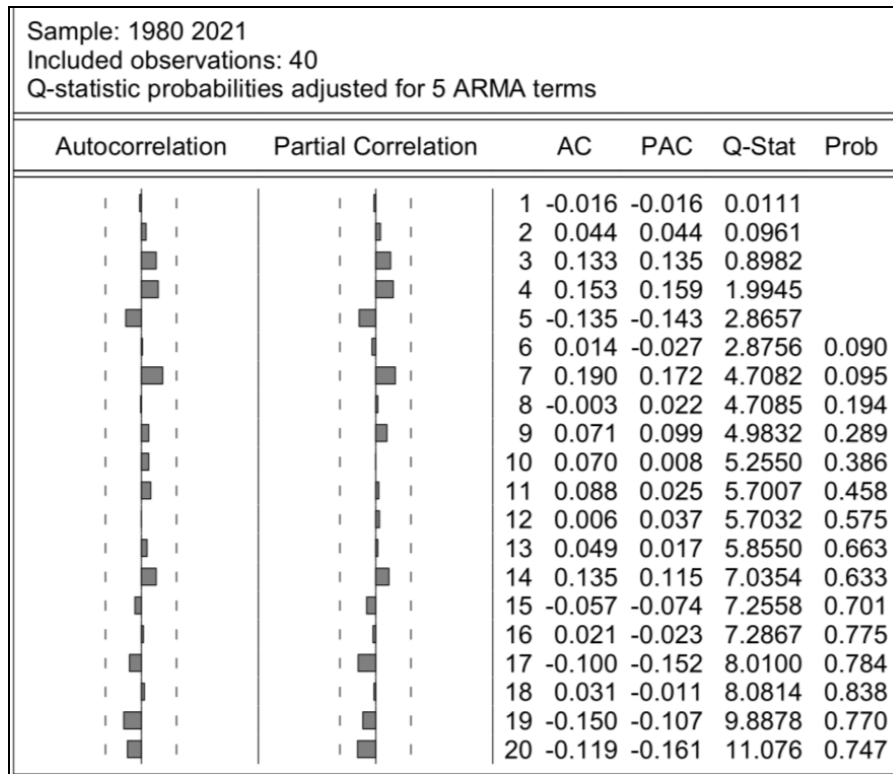 Sample: 1980 2021
Included observations: 40
Q-statistic probabilities adjusted for 5 ARMA terms
Autocorrelation Partial Correlation AC PAC Q-Stat Prob
1 -0.016 -0.016 0.0111
2 0.044 0.044 0.0961
3 0.133 0.135 0.8982
4 0.153 0.159 1.9945
5 -0.135 -0.143 2.8657
6 0.014 -0.027 2.8756 0.090
7 0.190 0.172 4.7082 0.095
8 -0.003 0.022 4.7085 0.194
9 0.071 0.099 4.9832 0.289
10 0.070 0.008 5.2550 0.386
11 0.088 0.025 5.7007 0.458
12 0.006 0.037 5.7032 0.575
13 0.049 0.017 5.8550 0.663
14 0.135 0.115 7.0354 0.633
15 -0.057 -0.074 7.2558 0.701
16 0.021 -0.023 7.2867 0.775
17 -0.100 -0.152 8.0100 0.784
18 0.031 -0.011 8.0814 0.838
19 -0.150 -0.107 9.8878 0.770
20 -0.119 -0.161 11.076 0.747